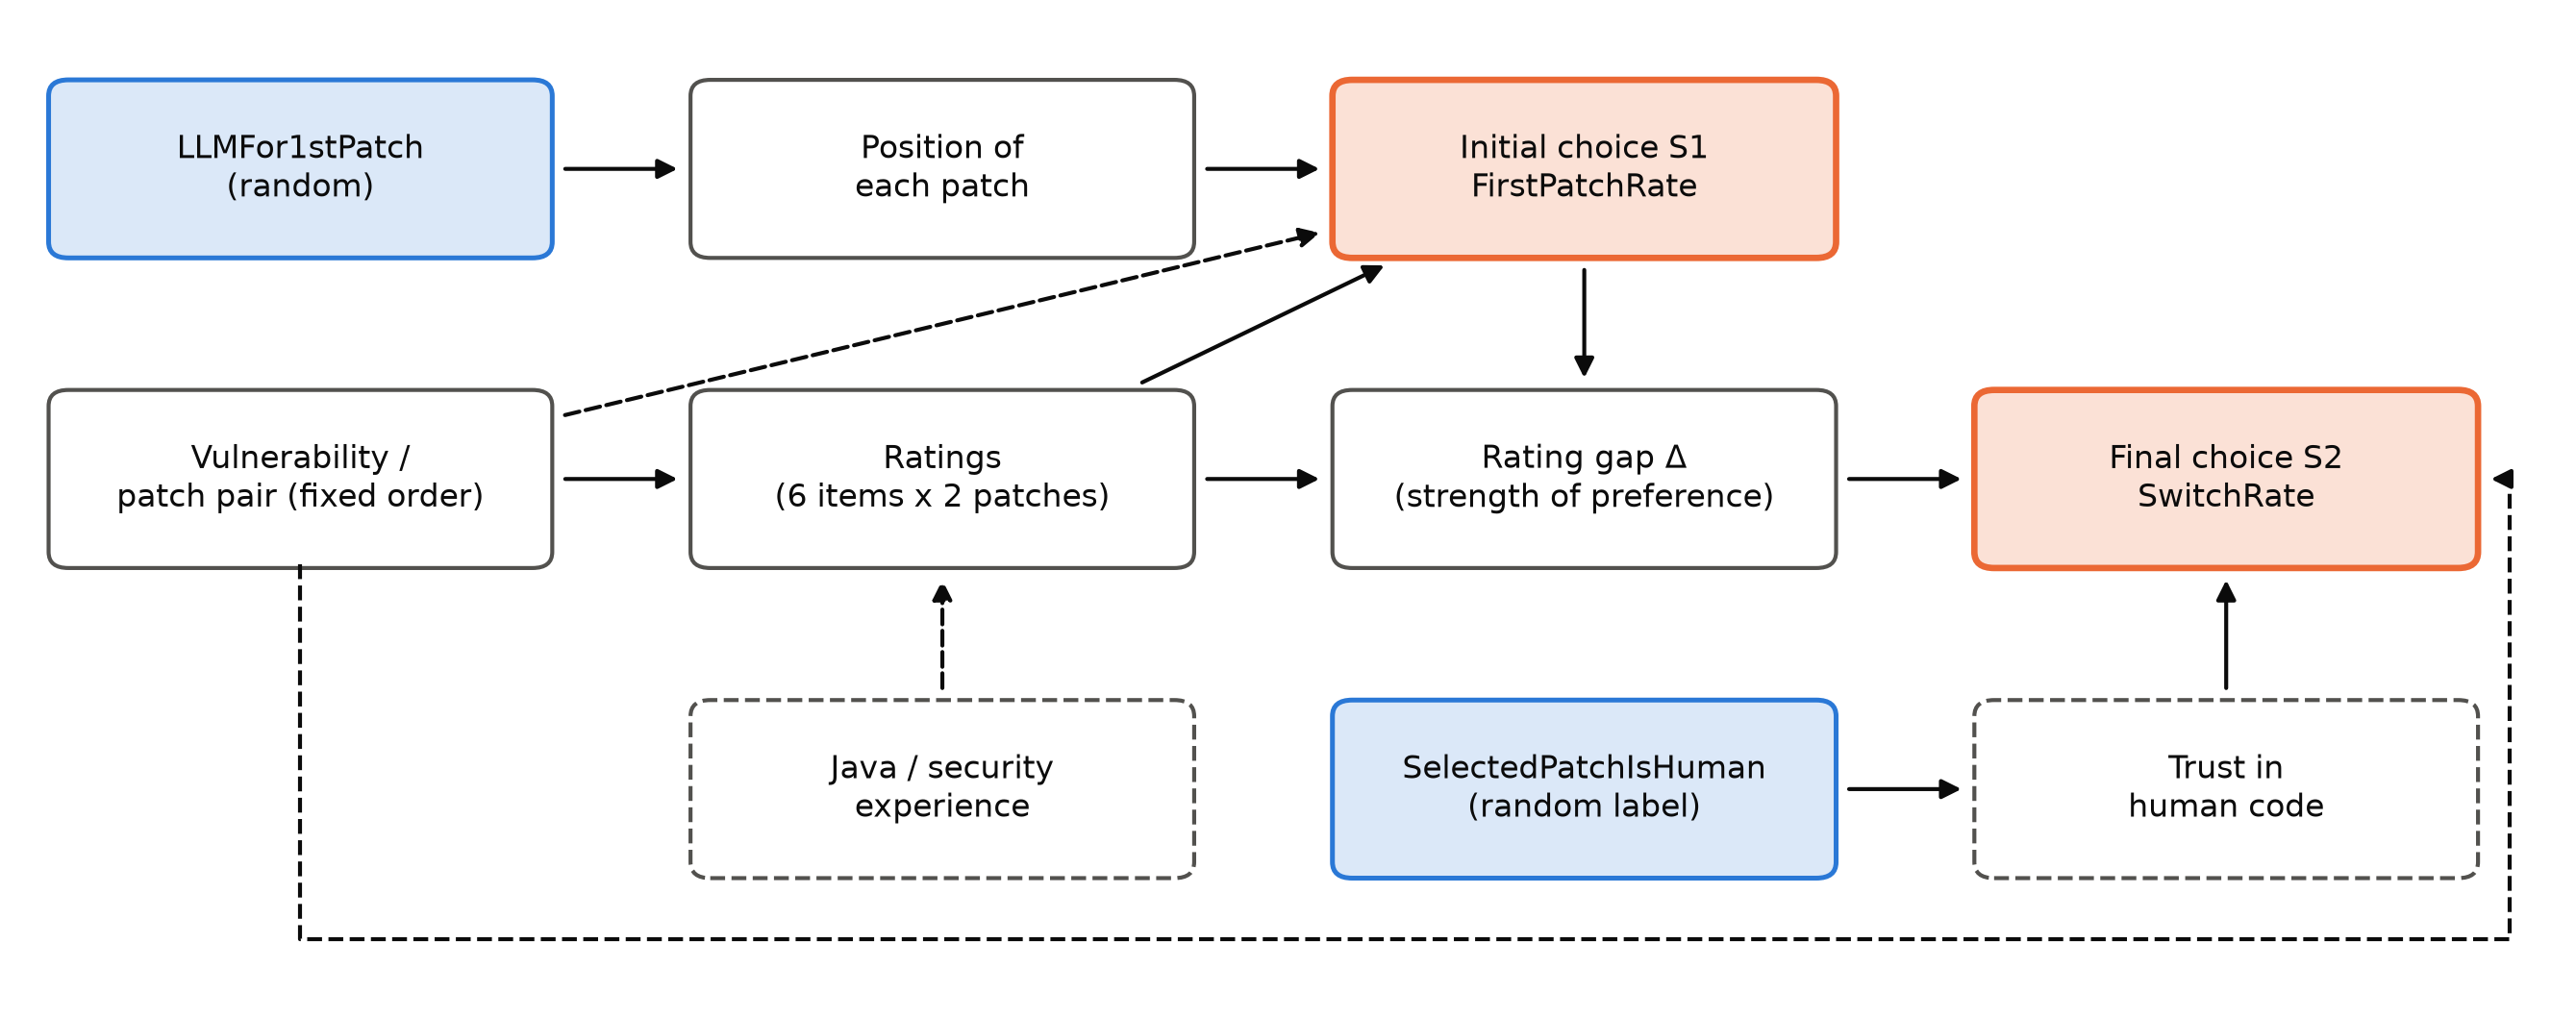 LLMFor1stPatch
(random)
Position of
each patch
Initial choice S1
FirstPatchRate
Vulnerability /
patch pair (fixed order)
Ratings
(6 items x 2 patches)
Rating gap Δ
(strength of preference)
Final choice S2
SwitchRate
Java / security
experience
SelectedPatchIsHuman
(random label)
Trust in
human code